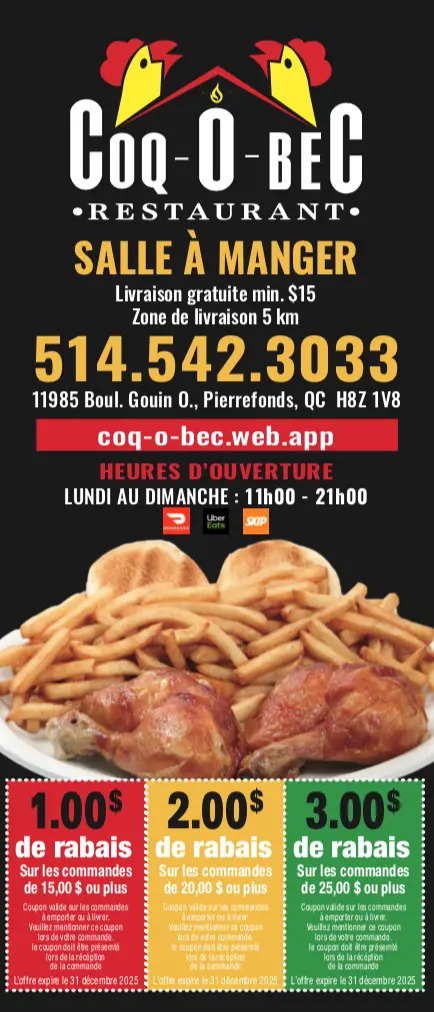 COQ-Ô-BEC
•RESTAURANT•
SALLE À MANGER
Livraison gratuite min. $15
Zone de livraison 5 km
514.542.3033
11985 Boul. Gouin O., Pierrefonds, QC H8Z 1V8
coq-o-bec.web.app
HEURES D'OUVERTURE
LUNDI AU DIMANCHE : 11h00 - 21h00
DOORDASH
Uber
Eats
SKIP
1.00$
de rabais
Sur les commandes
de 15,00 $ ou plus
Coupon valide sur les commandes
à emporter ou à livrer.
Veuillez mentionner ce coupon
lors de votre commande.
le coupon doit être présenté
lors de la réception
de la commande
L'offre expire le 31 décembre 2025
2.00$
de rabais
Sur les commandes
de 20,00 $ ou plus
Coupon valide sur les commandes
à emporter ou à livrer
Veuillez mentionner ce coupon
lors de votre commande.
le coupon doit être présenté
lors de la réception
de la commande
L'offre expire le 31 décembre 2025
3.00$
de rabais
Sur les commandes
de 25,00 $ ou plus
Coupon valide sur les commandes
à emporter ou à livrer.
Veuillez mentionner ce coupon
lors de votre commande.
le coupon doit être présenté
lors de la réception
de la commande
L'offre expire le 31 décembre 2025